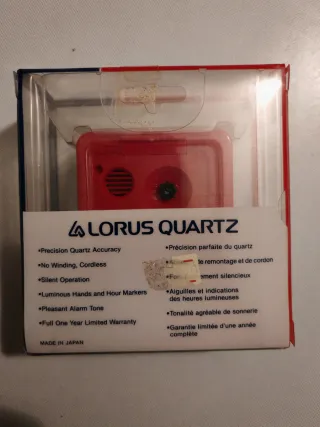 LORUS QUARTZ
•Precision Quartz Accuracy
•No Winding, Cordless
•Silent Operation
•Luminous Hands and Hour Markers
•Pleasant Alarm Tone
•Full One Year Limited Warranty
MADE IN JAPAN
•Précision parfaite du quartz
de remontage et de cordon
silencieux
•Aiguilles et indications
des heures lumineuses
•Tonalité agréable de sonnerie
•Garantie limitée d'une année
complète